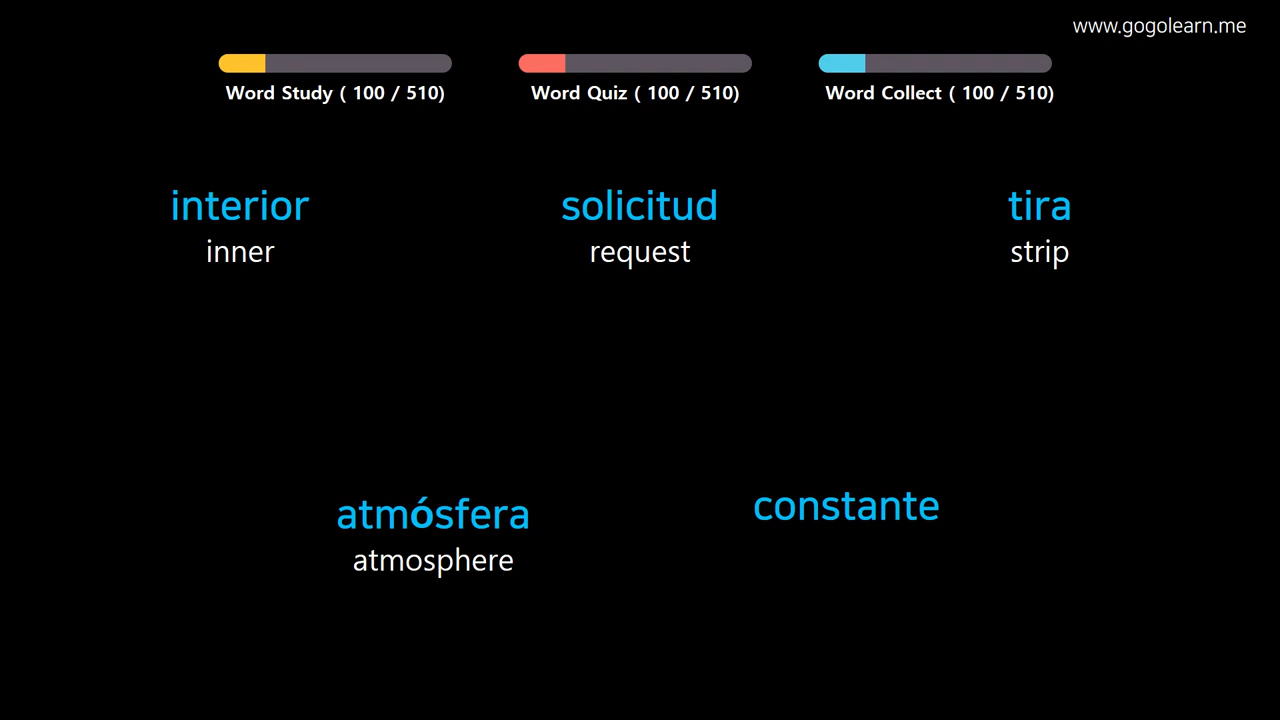 www.gogolearn.me
Word Study ( 100 / 510)
Word Quiz ( 100 / 510)
Word Collect ( 100 / 510)
interior
inner
solicitud
request
tira
strip
atmósfera
atmosphere
constante